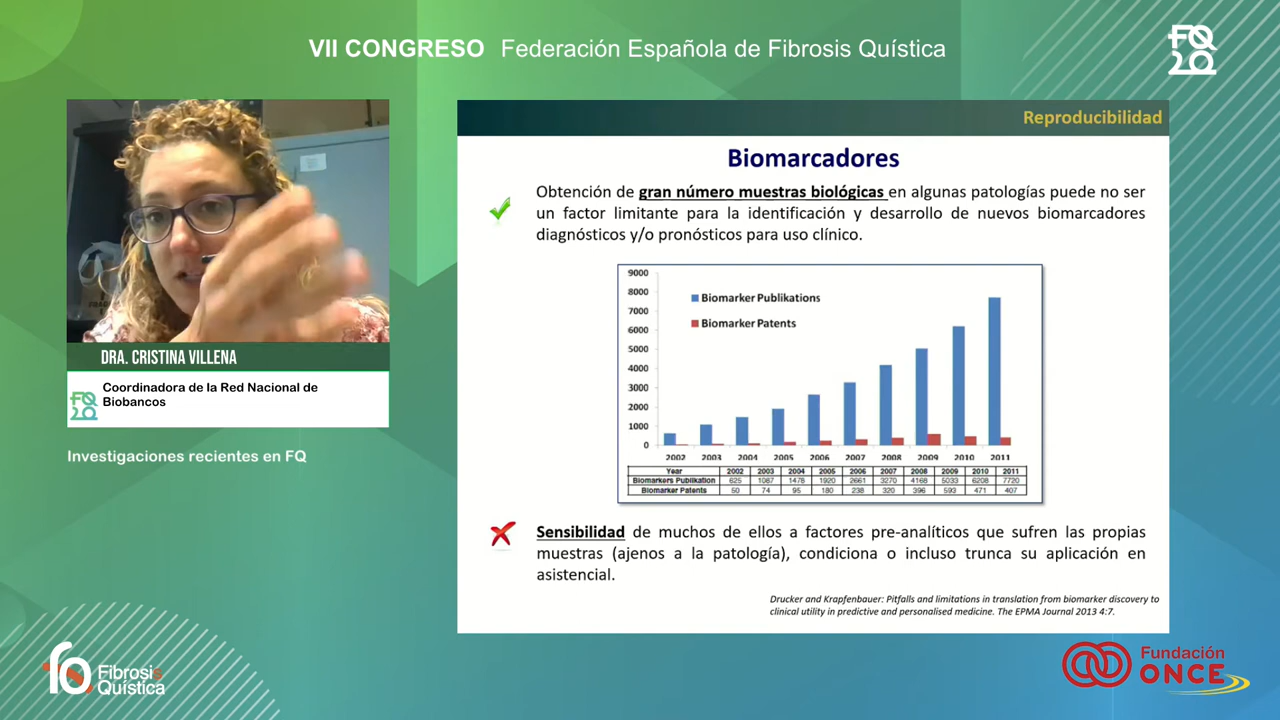 VII CONGRESO Federación Española de Fibrosis Quística
FQ
20
DRA. CRISTINA VILLENA
FQ
20
Coordinadora de la Red Nacional de
Biobancos
Investigaciones recientes en FQ
Reproducibilidad
Biomarcadores
Obtención de gran número muestras biológicas en algunas patologías puede no ser
un factor limitante para la identificación y desarrollo de nuevos biomarcadores
diagnósticos y/o pronósticos para uso clínico.
9000
8000
7000
6000
5000
4000
3000
2000
1000
0
Biomarker Publikations
Biomarker Patents
2002 2003 2004 2005 2006 2007 2008 2009 2010 2011
Year 2002 2003 2004 2005 2006 2007 2008 2009 2010 2011
Biomarkers Publikation 625 1087 1478 1920 2661 3270 4168 5033 6208 7720
Biomarker Patents 50 74 95 180 238 320 396 593 471 407
Sensibilidad de muchos de ellos a factores pre-analíticos que sufren las propias
muestras (ajenos a la patología), condiciona o incluso trunca su aplicación en
asistencial.
Drucker and Krapfenbauer: Pitfalls and limitations in translation from biomarker discovery to
clinical utility in predictive and personalised medicine. The EPMA Journal 2013 4:7.
Fibrosis
Quística
Fundación
ONCE